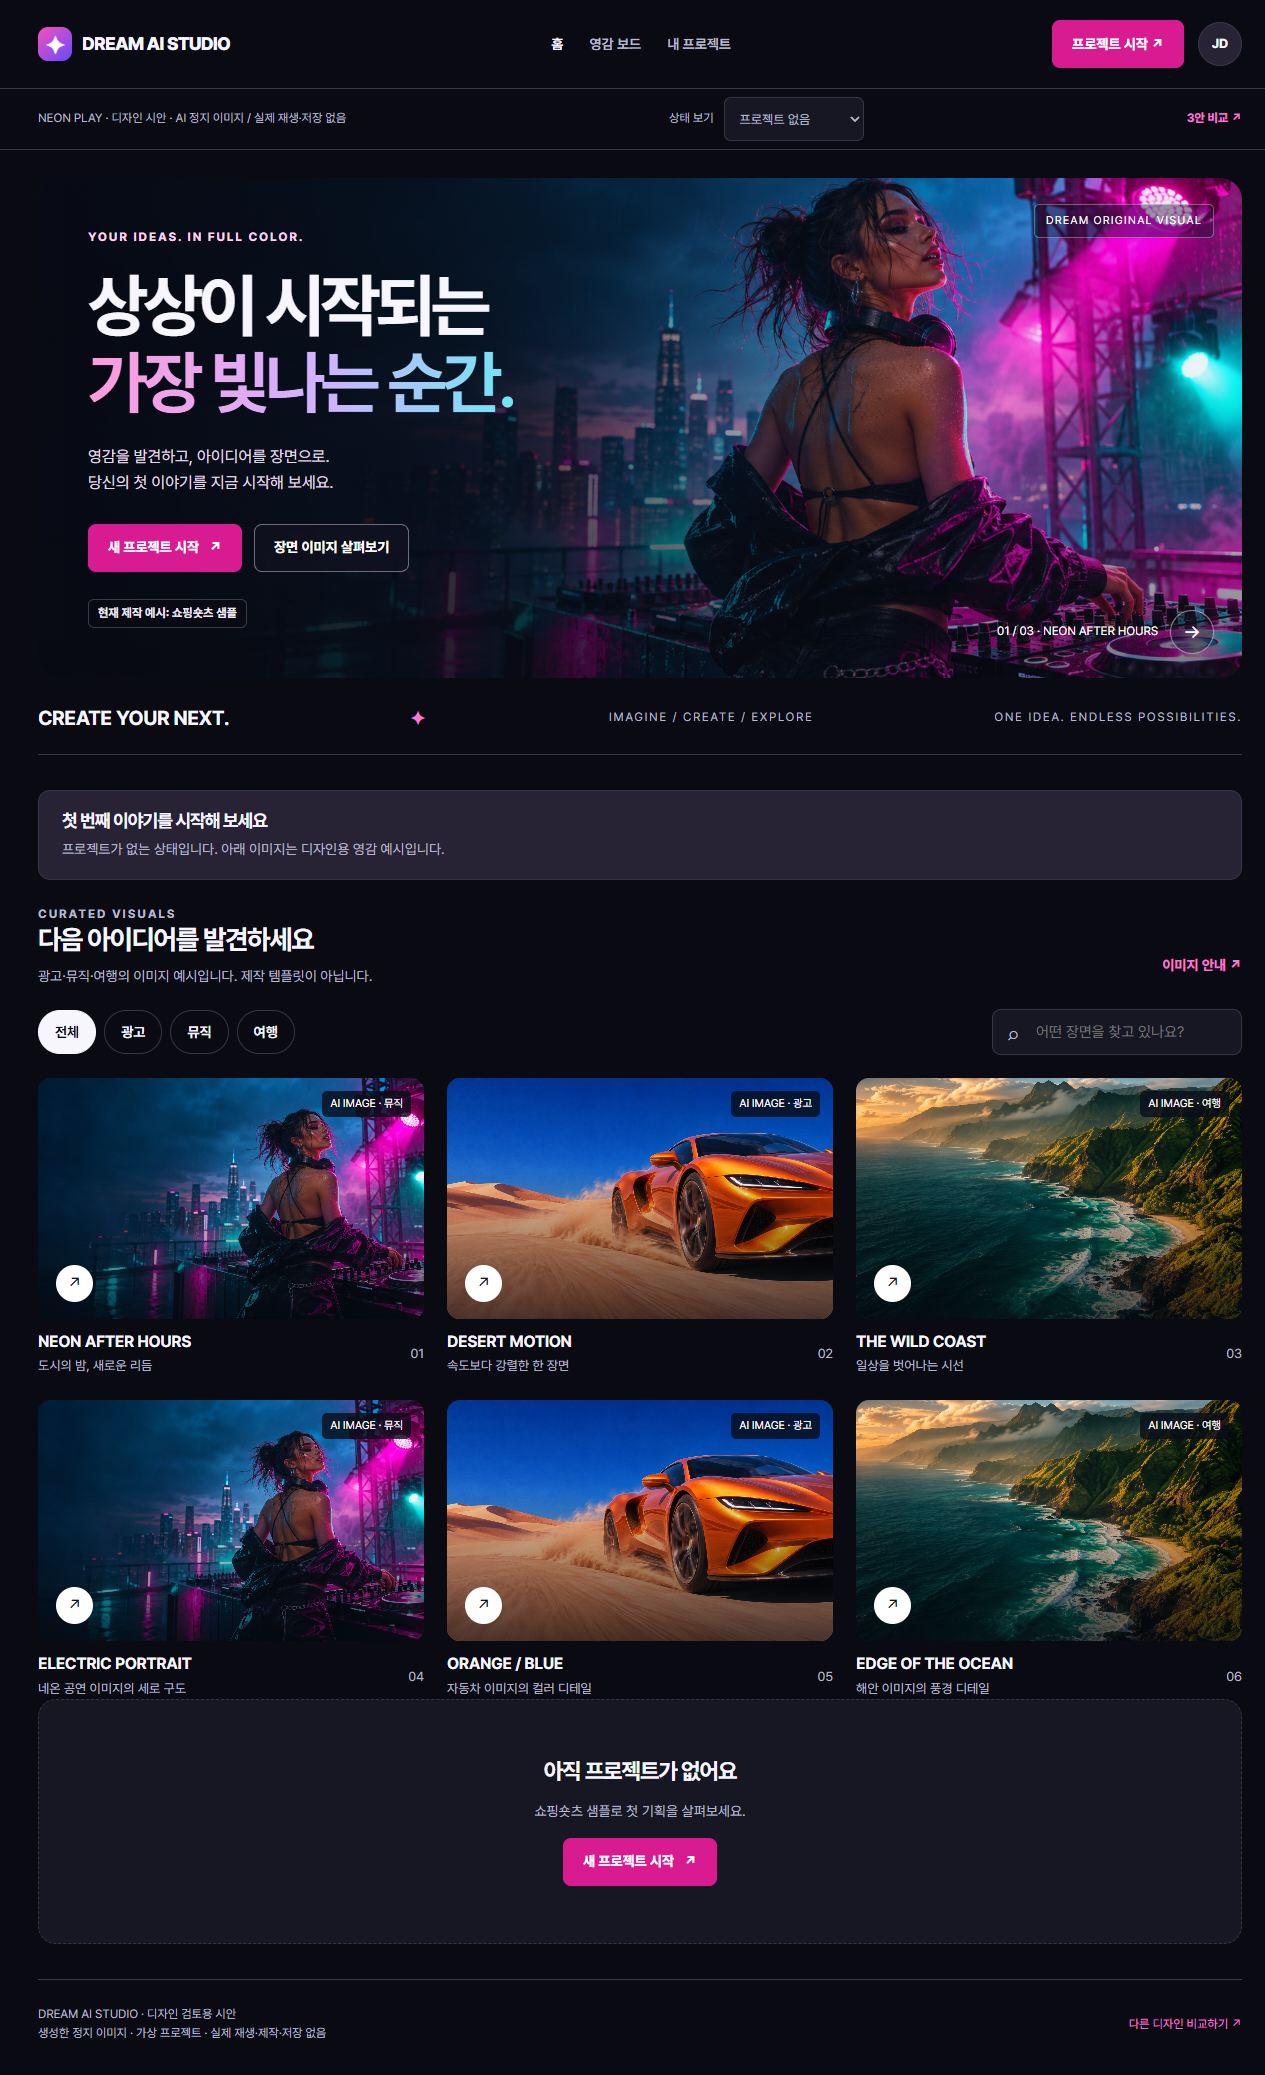 DREAM AI STUDIO
홈
영감 보드
내 프로젝트
프로젝트 시작 ↗
JD
NEON PLAY · 디자인 시안 · AI 정지 이미지 / 실제 재생·저장 없음
상태 보기
프로젝트 없음
3안 비교 ↗
YOUR IDEAS. IN FULL COLOR.
DREAM ORIGINAL VISUAL
상상이 시작되는
가장 빛나는 순간.
영감을 발견하고, 아이디어를 장면으로.
당신의 첫 이야기를 지금 시작해 보세요.
새 프로젝트 시작 ↗
장면 이미지 살펴보기
현재 제작 예시: 쇼핑숏츠 샘플
01 / 03 · NEON AFTER HOURS
→
CREATE YOUR NEXT.
IMAGINE / CREATE / EXPLORE
ONE IDEA. ENDLESS POSSIBILITIES.
첫 번째 이야기를 시작해 보세요
프로젝트가 없는 상태입니다. 아래 이미지는 디자인용 영감 예시입니다.
CURATED VISUALS
다음 아이디어를 발견하세요
광고·뮤직·여행의 이미지 예시입니다. 제작 템플릿이 아닙니다.
이미지 안내 ↗
전체
광고
뮤직
여행
어떤 장면을 찾고 있나요?
AI IMAGE · 뮤직
AI IMAGE · 광고
AI IMAGE · 여행
↗
↗
↗
NEON AFTER HOURS
도시의 밤, 새로운 리듬
01
DESERT MOTION
속도보다 강렬한 한 장면
02
THE WILD COAST
일상을 벗어나는 시선
03
AI IMAGE · 뮤직
AI IMAGE · 광고
AI IMAGE · 여행
↗
↗
↗
ELECTRIC PORTRAIT
네온 공연 이미지의 세로 구도
04
ORANGE / BLUE
자동차 이미지의 컬러 디테일
05
EDGE OF THE OCEAN
해안 이미지의 풍경 디테일
06
아직 프로젝트가 없어요
쇼핑숏츠 샘플로 첫 기획을 살펴보세요.
새 프로젝트 시작 ↗
DREAM AI STUDIO · 디자인 검토용 시안
생성한 정지 이미지 · 가상 프로젝트 · 실제 재생·제작·저장 없음
다른 디자인 비교하기 ↗